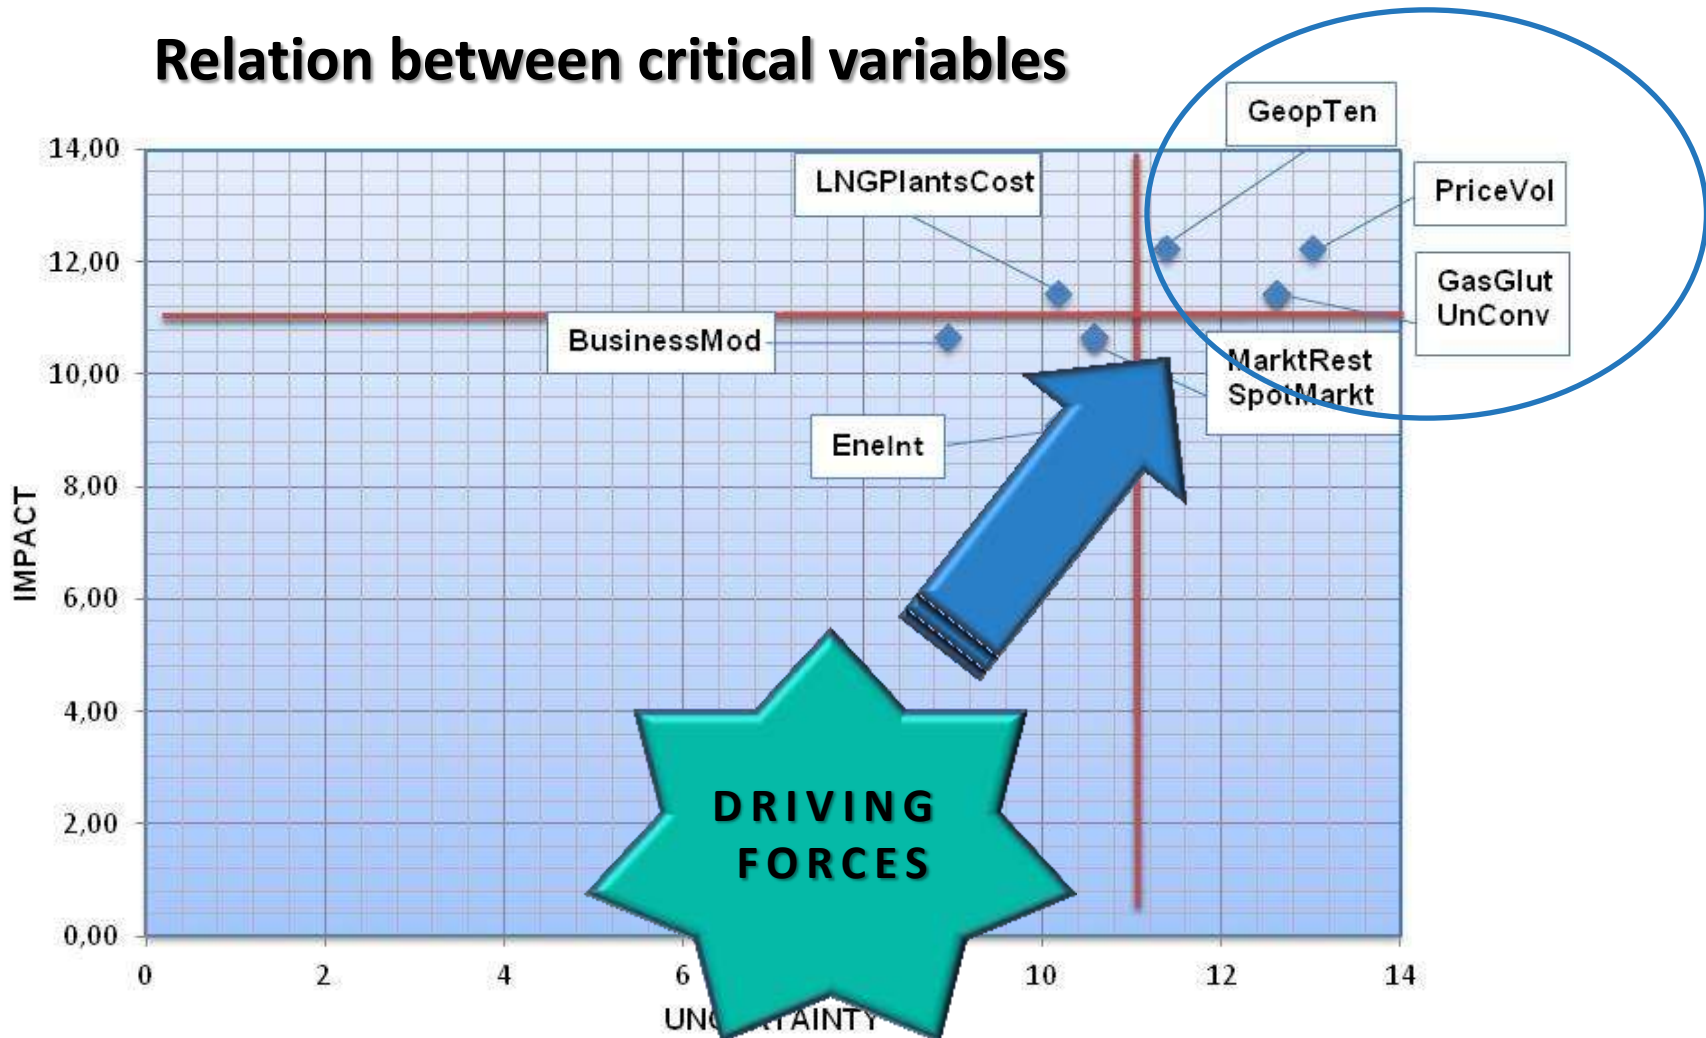 Relation between critical variables
GeopTen
14,00
LNGPlantsCost
PriceVol
12,00
GasGlut
UnConv
BusinessMod
MarktRest
SpotMarkt
10,00
EneInt
8,00
IMPACT
6,00
4,00
DRIVING
FORCES
2,00
0,00
0 2 4 6 10 12 14